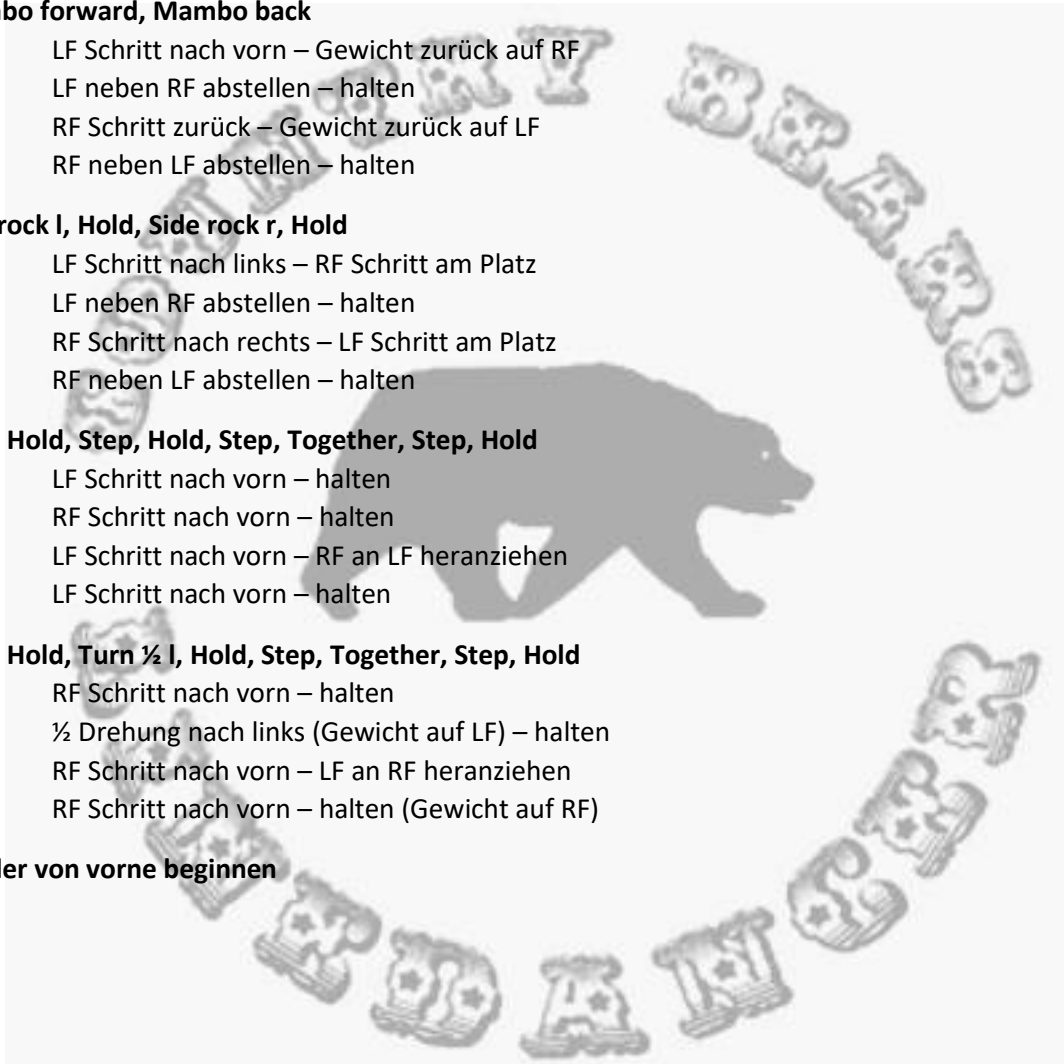 bo forward, Mambo back
LF Schritt nach vorn – Gewicht zurück auf RF
LF neben RF abstellen – halten
RF Schritt zurück – Gewicht zurück auf LF
RF neben LF abstellen – halten
rock l, Hold, Side rock r, Hold
LF Schritt nach links – RF Schritt am Platz
LF neben RF abstellen – halten
RF Schritt nach rechts – LF Schritt am Platz
RF neben LF abstellen – halten
Hold, Step, Hold, Step, Together, Step, Hold
LF Schritt nach vorn – halten
RF Schritt nach vorn – halten
LF Schritt nach vorn – RF an LF heranziehen
LF Schritt nach vorn – halten
Hold, Turn ½ l, Hold, Step, Together, Step, Hold
RF Schritt nach vorn – halten
½ Drehung nach links (Gewicht auf LF) – halten
RF Schritt nach vorn – LF an RF heranziehen
RF Schritt nach vorn – halten (Gewicht auf RF)
er von vorne beginnen
COUNTRY BEARS
LINEDANCER